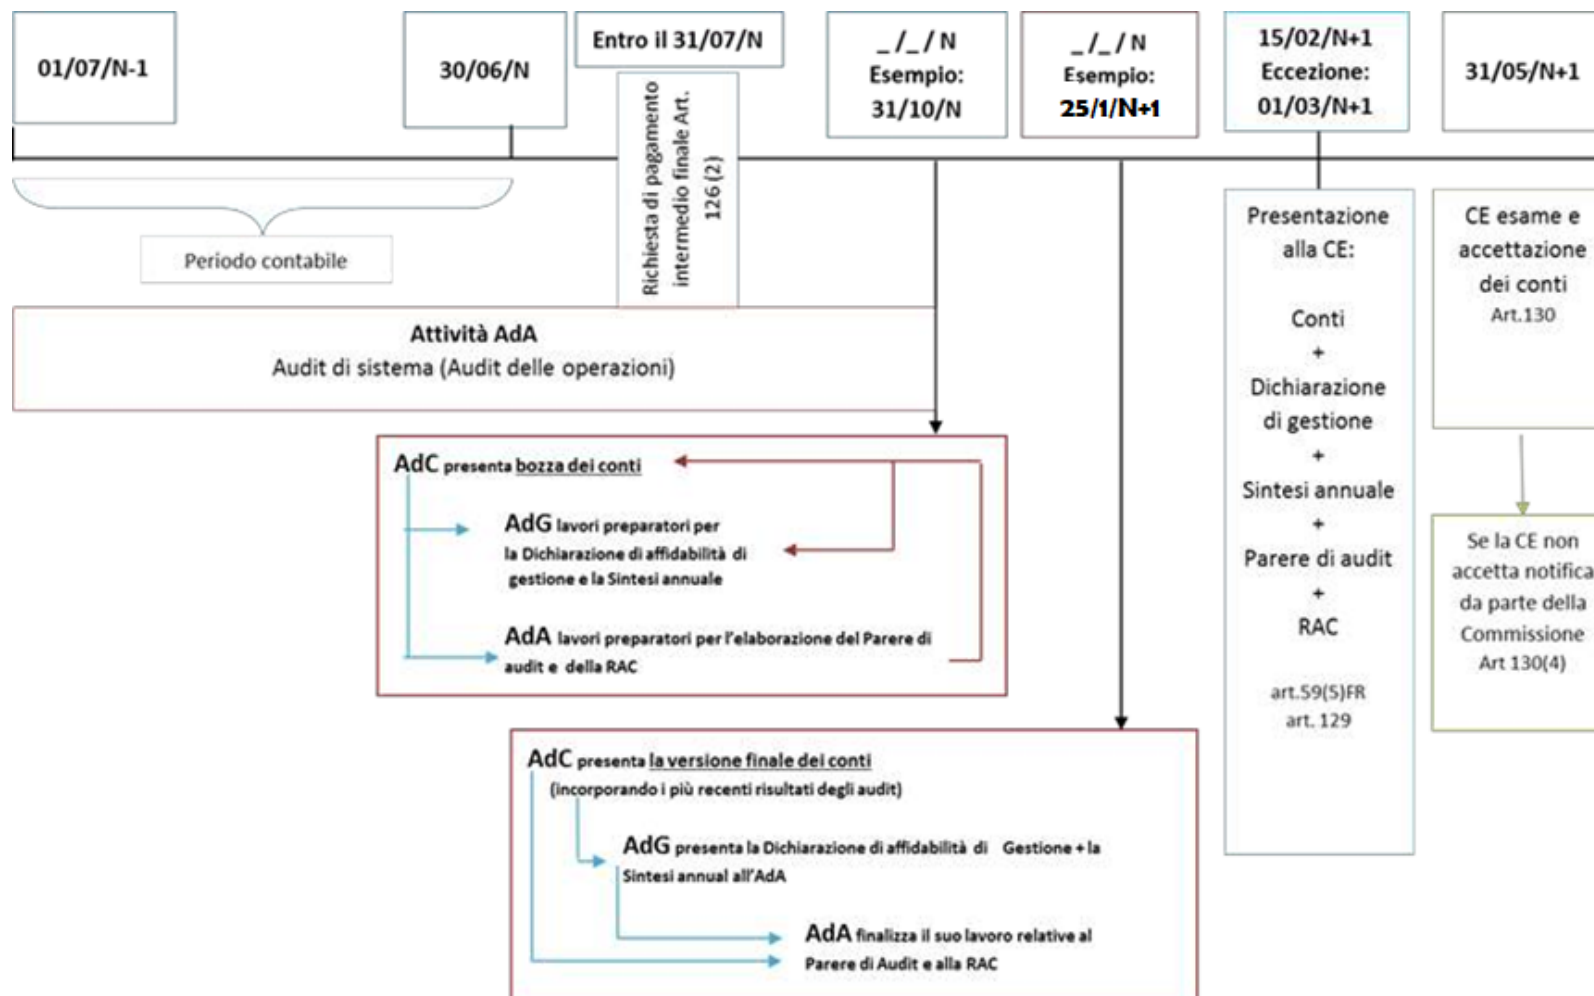 01/07/N-1
30/06/N
Entro il 31/07/N
_ /_ / N
Esempio:
31/10/N
_ /_ / N
Esempio:
25/1/N+1
15/02/N+1
Eccezione:
01/03/N+1
31/05/N+1
Richiesta di pagamento
intermedio finale Art.
126 (2)
Periodo contabile
Attività AdA
Audit di sistema (Audit delle operazioni)
AdC presenta bozza dei conti
AdG lavori preparatori per
la Dichiarazione di affidabilità di
gestione e la Sintesi annuale
AdA lavori preparatori per l'elaborazione del Parere di
audit e della RAC
AdC presenta la versione finale dei conti
(incorporando i più recenti risultati degli audit)
AdG presenta la Dichiarazione di affidabilità di Gestione + la
Sintesi annual all'AdA
AdA finalizza il suo lavoro relative al
Parere di Audit e alla RAC
Presentazione
alla CE:
Conti
+
Dichiarazione
di gestione
+
Sintesi annuale
+
Parere di audit
+
RAC
art.59(5)FR
art. 129
CE esame e
accettazione
dei conti
Art.130
Se la CE non
accetta notifica
da parte della
Commissione
Art 130(4)